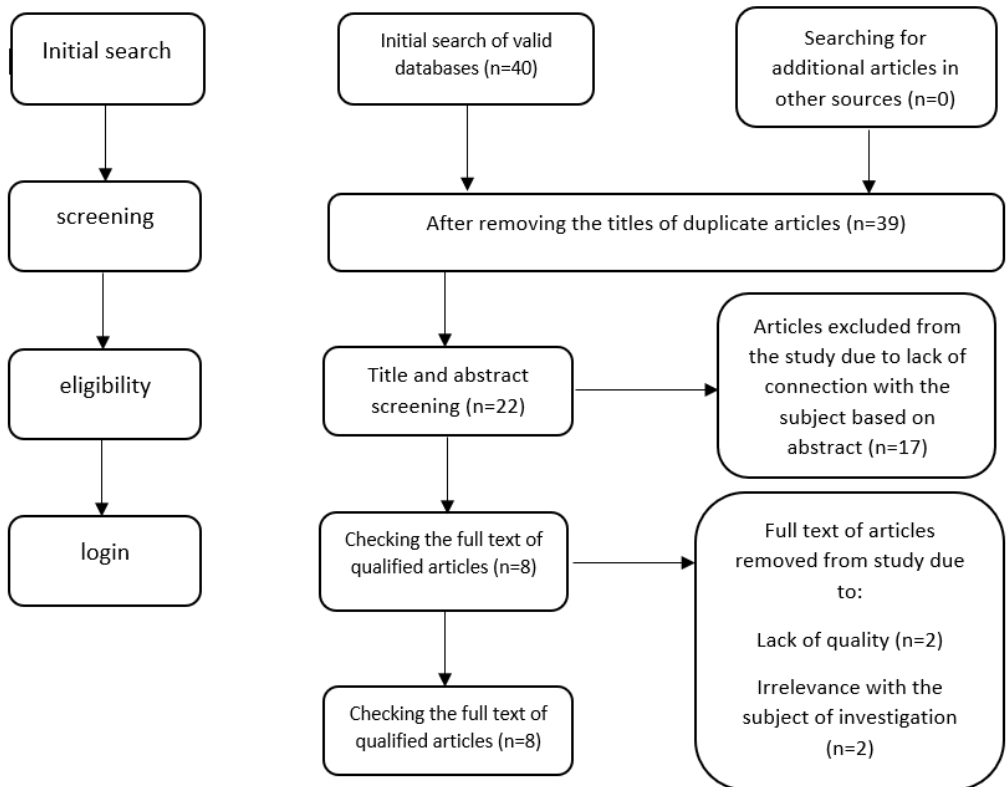 Initial search
screening
eligibility
login
Initial search of valid
databases (n=40)
Searching for
additional articles in
other sources (n=0)
After removing the titles of duplicate articles (n=39)
Title and abstract
screening (n=22)
Articles excluded from
the study due to lack of
connection with the
subject based on
abstract (n=17)
Checking the full text of
qualified articles (n=8)
Full text of articles
removed from study due
to:
Lack of quality (n=2)
Irrelevance with the
subject of investigation
(n=2)
Checking the full text of
qualified articles (n=8)